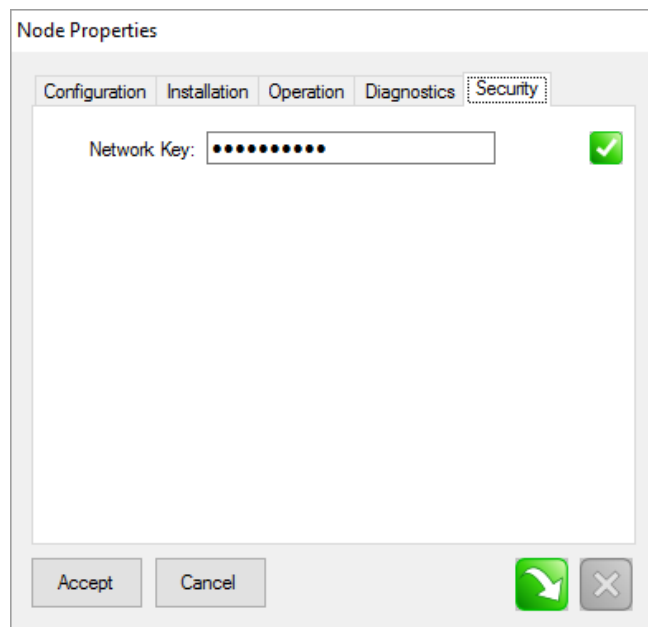 Node Properties
Configuration Installation Operation Diagnostics Security
Network Key: ••••••••••
Accept Cancel